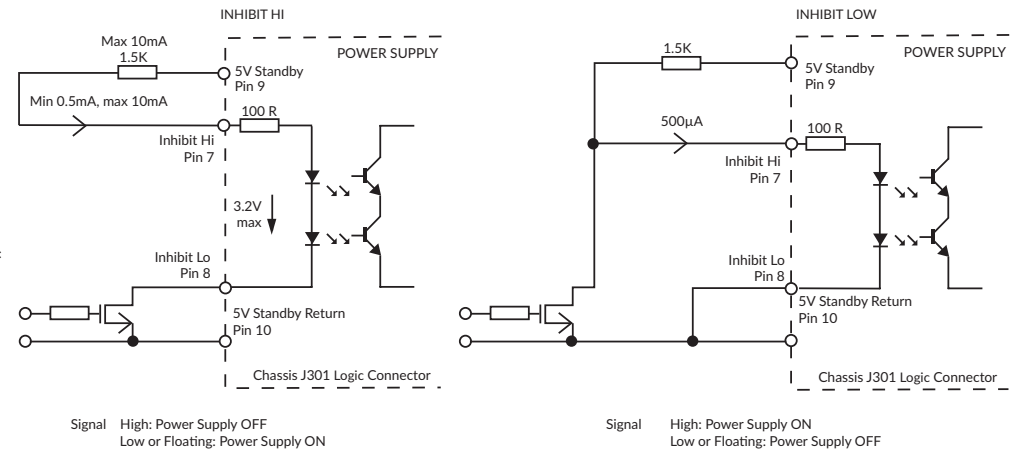 INHIBIT HI
Max 10mA
1.5K
POWER SUPPLY
5V Standby
Pin 9
Min 0.5mA, max 10mA
100 R
Inhibit Hi
Pin 7
3.2V
max
Inhibit Lo
Pin 8
5V Standby Return
Pin 10
Chassis J301 Logic Connector
Signal High: Power Supply OFF
Low or Floating: Power Supply ON
INHIBIT LOW
1.5K
POWER SUPPLY
5V Standby
Pin 9
500µA
100 R
Inhibit Hi
Pin 7
Inhibit Lo
Pin 8
5V Standby Return
Pin 10
Chassis J301 Logic Connector
Signal High: Power Supply ON
Low or Floating: Power Supply OFF